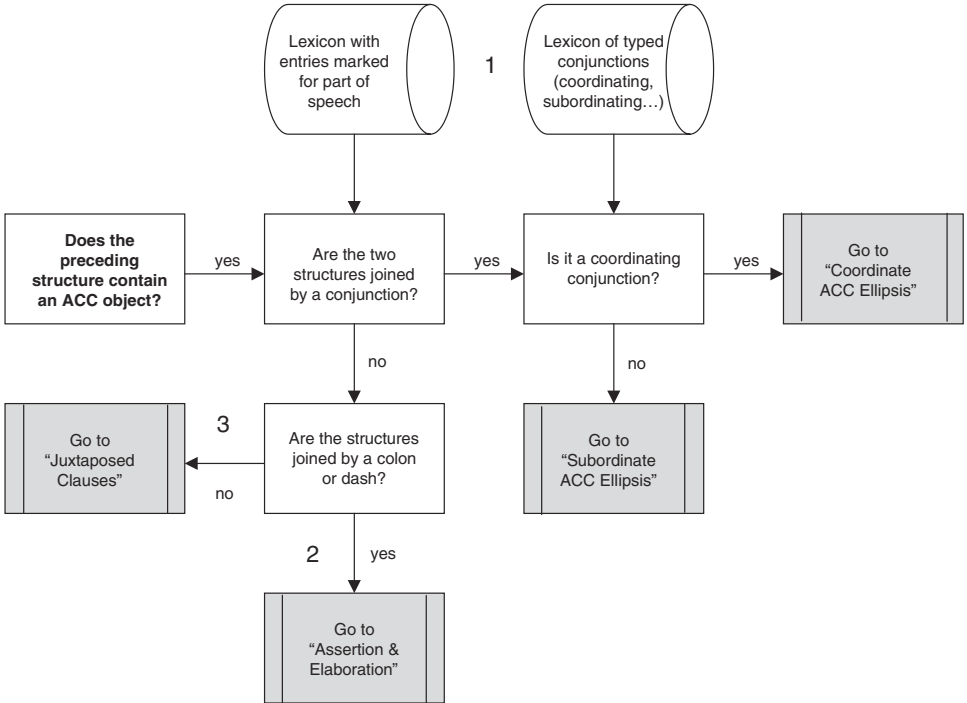 Lexicon with
entries marked
for part of
speech
1
Lexicon of typed
conjunctions
(coordinating,
subordinating…)
Does the
preceding
structure contain
an ACC object?
yes
Are the two
structures joined
by a conjunction?
yes
Is it a coordinating
conjunction?
yes
Go to
“Coordinate
ACC Ellipsis”
no
no
Go to
“Juxtaposed
Clauses”
3
no
Are the structures
joined by a colon
or dash?
Go to
“Subordinate
ACC Ellipsis”
2
yes
Go to
“Assertion &
Elaboration”